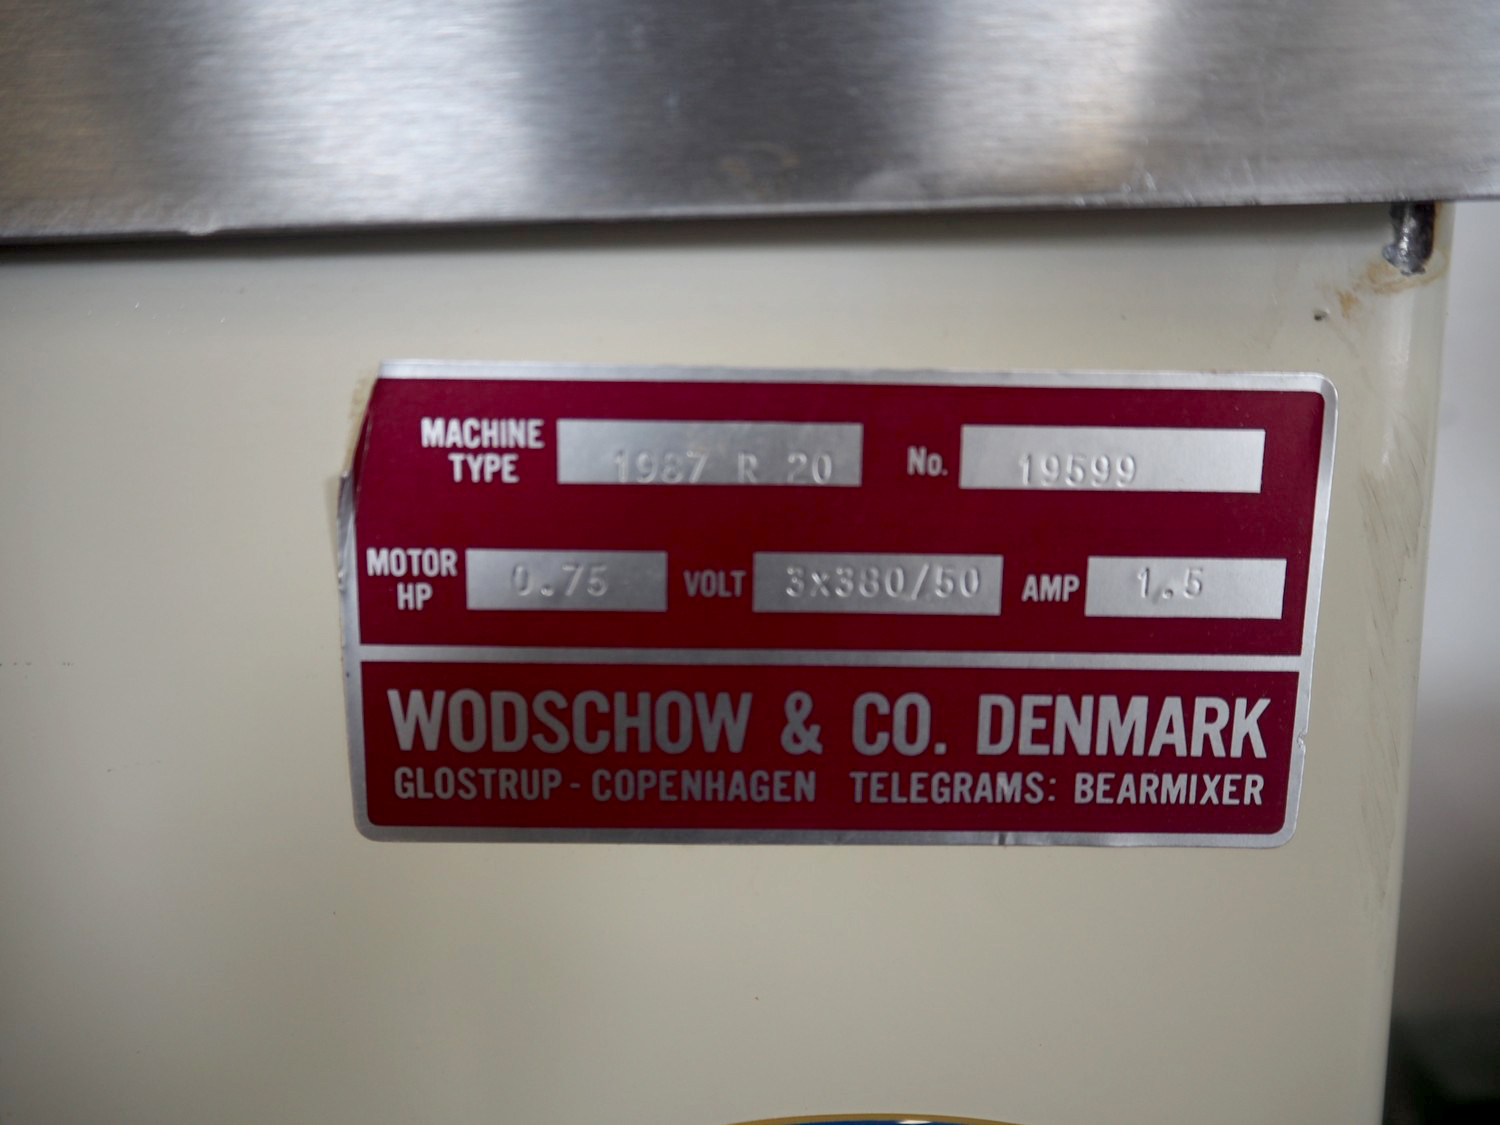 MACHINE TYPE 1987 R 20 No. 19599
MOTOR HP 0.75 VOLT 3x380/50 AMP 1.5
WODSCHOW & CO. DENMARK
GLOSTRUP - COPENHAGEN TELEGRAMS: BEARMIXER